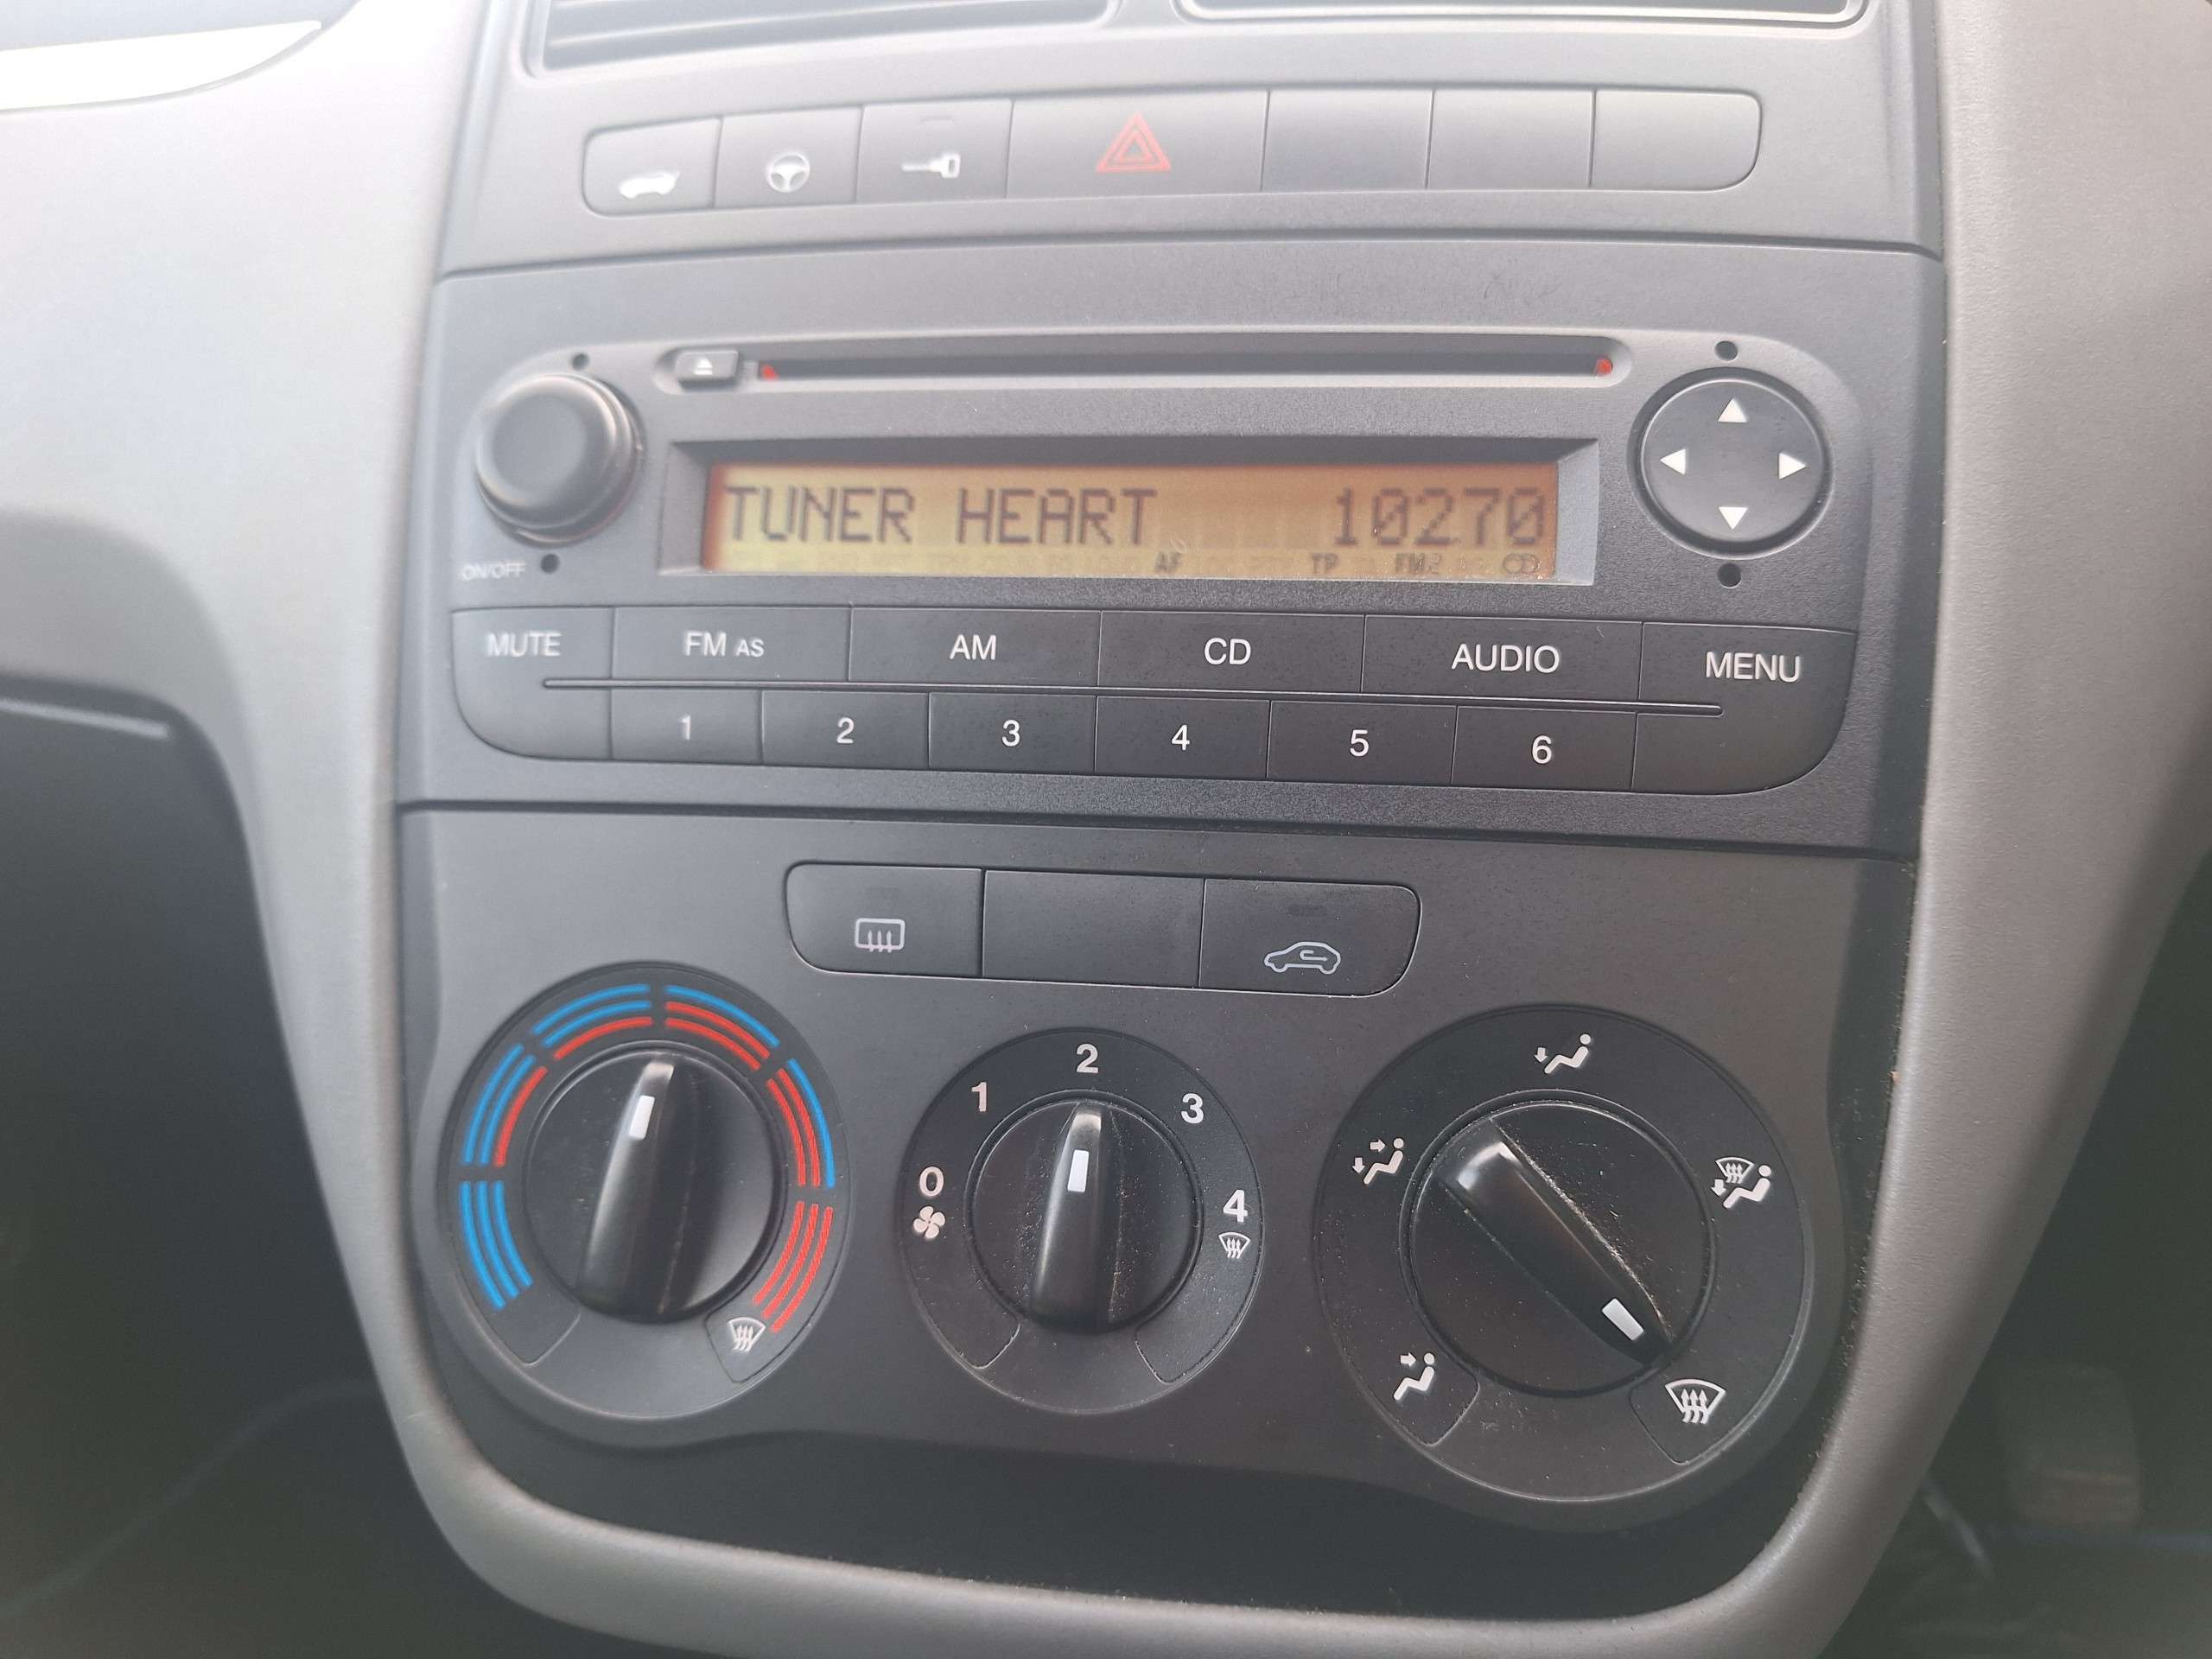 TUNER HEART 10270
AF TP FM2
ON/OFF
MUTE FM AS AM CD AUDIO MENU
1 2 3 4 5 6
0 1 2 3 4